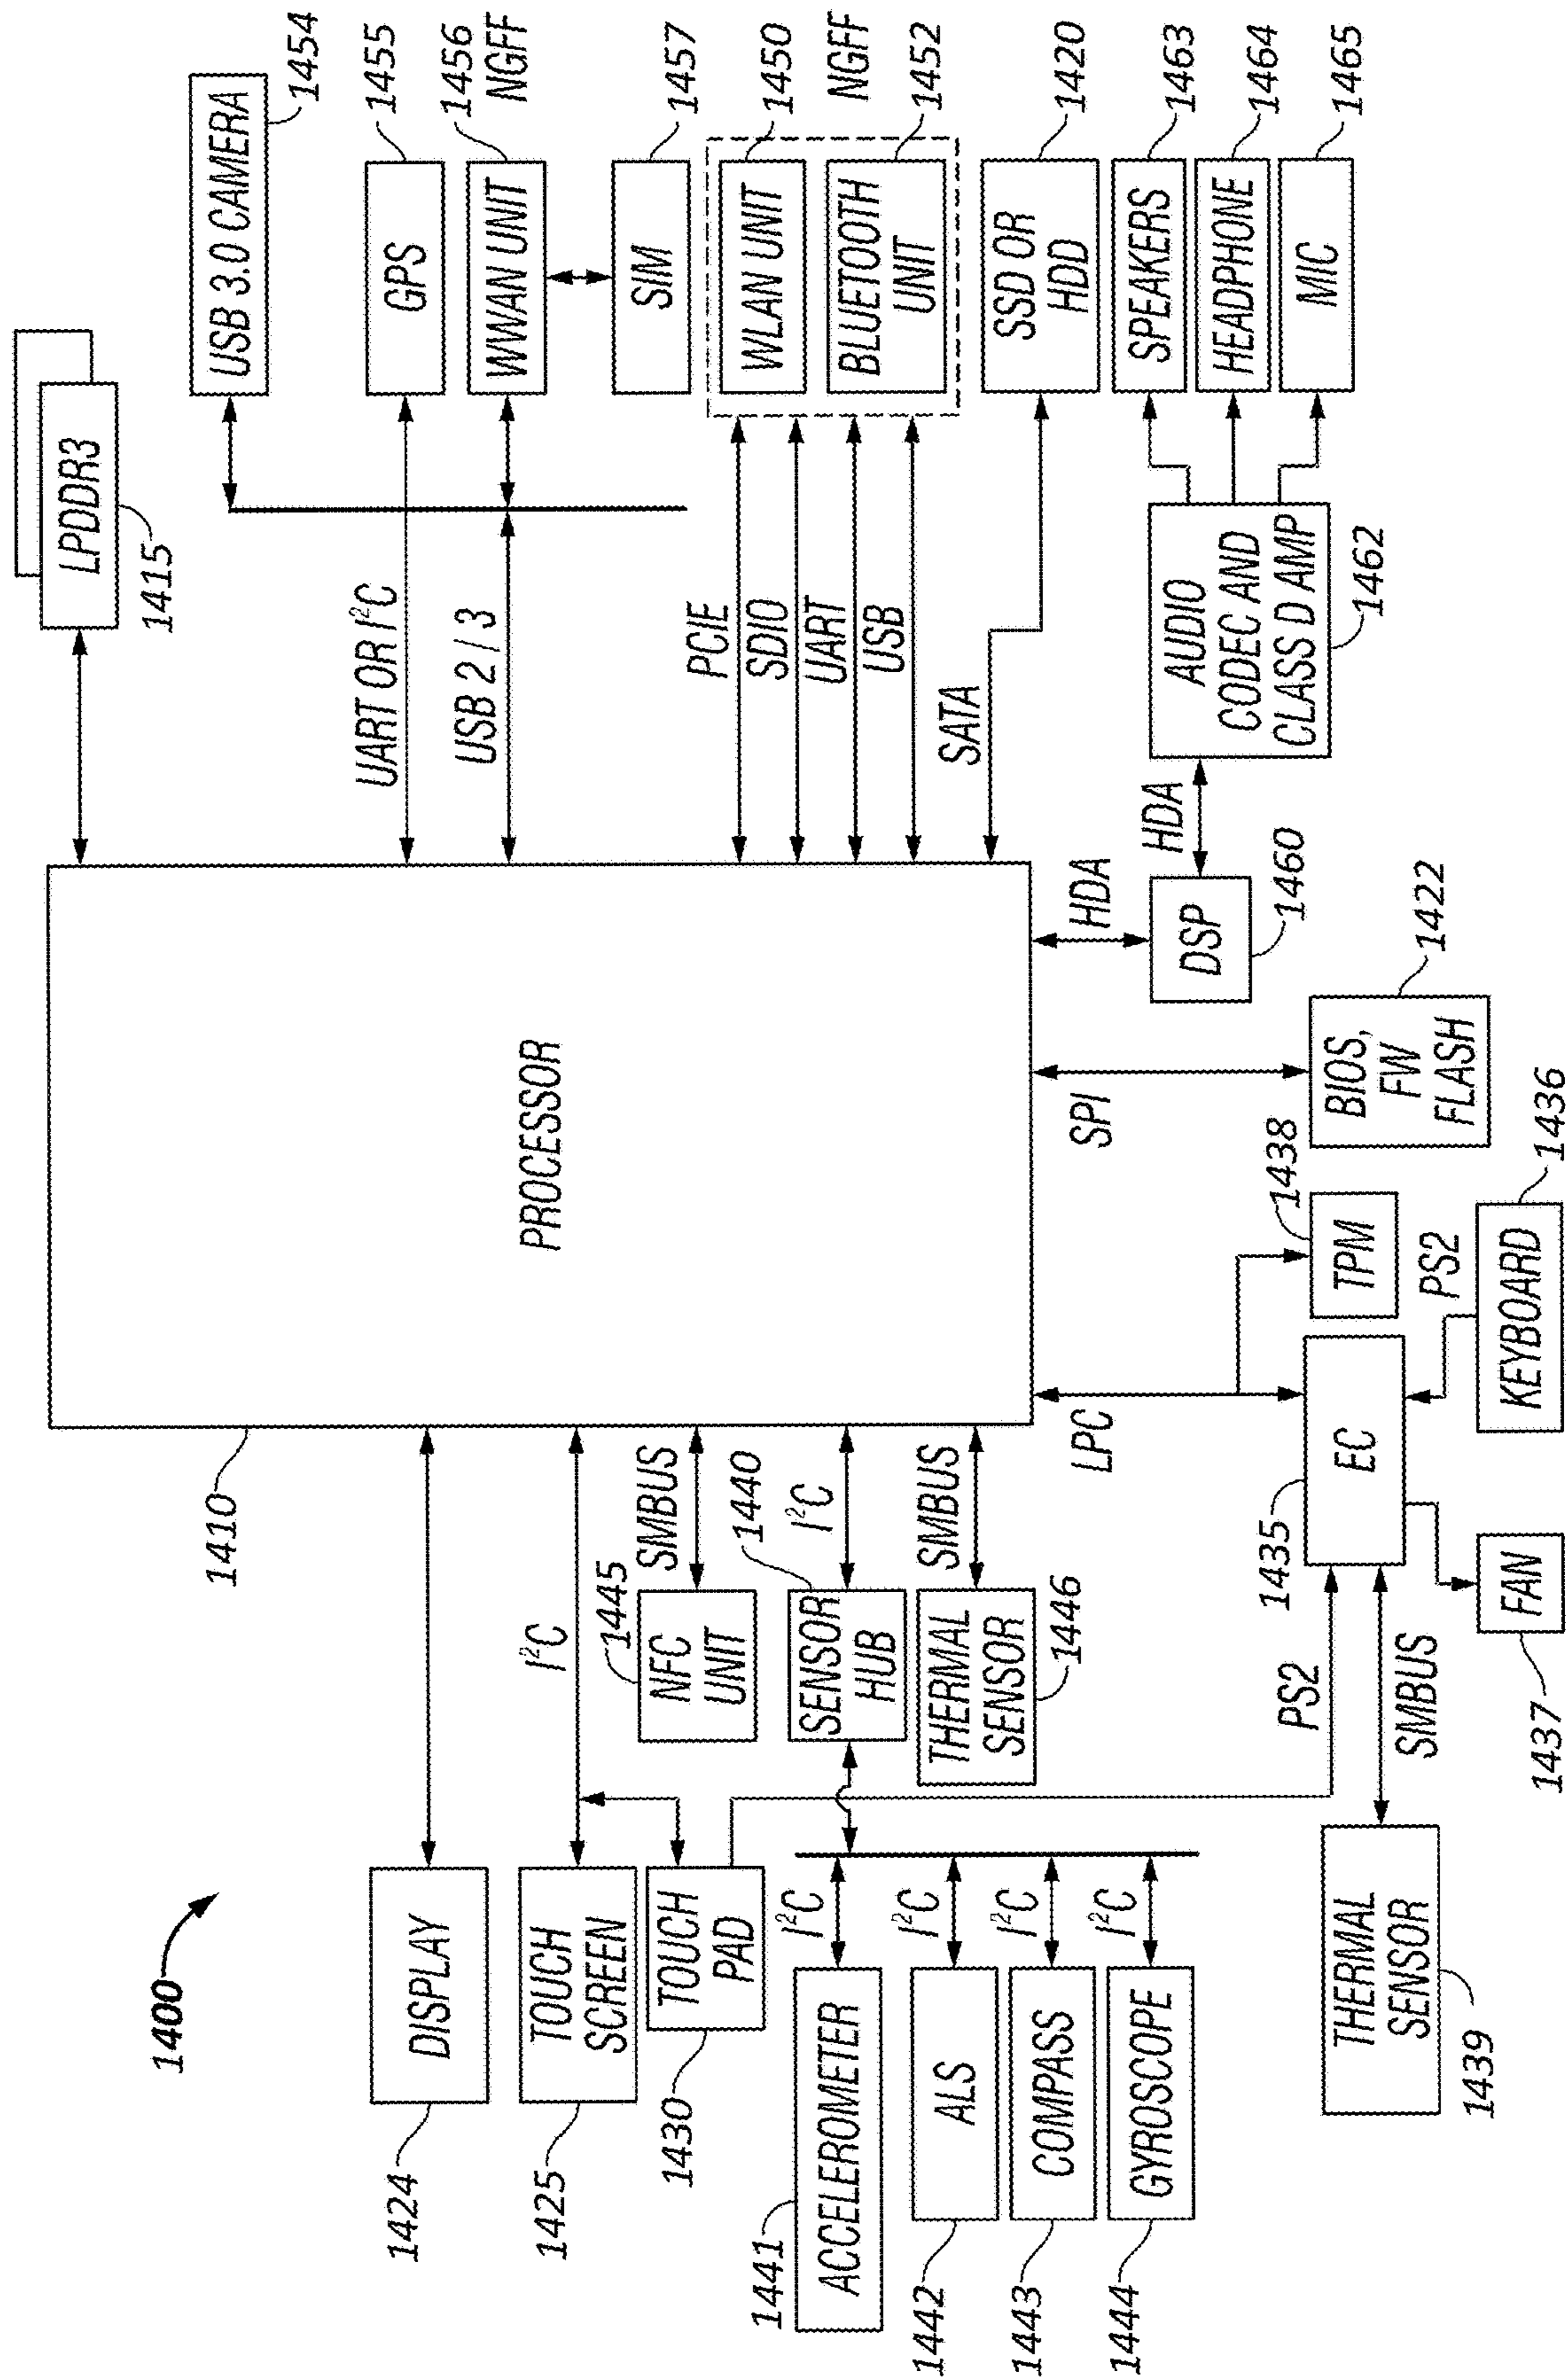 1400
LPDDR3
1415
1410
PROCESSOR
DISPLAY
1424
I²C
TOUCH
SCREEN
1425
TOUCH
PAD
1430
1445
NFC
UNIT
SMBUS
1440
SENSOR
HUB
I²C
THERMAL
SENSOR
1446
SMBUS
I²C
ACCELEROMETER
1441
I²C
ALS
1442
I²C
COMPASS
1443
I²C
GYROSCOPE
1444
USB 3.0 CAMERA
1454
UART OR I²C
GPS
1455
USB 2 / 3
WWAN UNIT
1456
NGFF
SIM
1457
PCIE
SDIO
UART
USB
WLAN UNIT
1450
NGFF
BLUETOOTH
UNIT
1452
SATA
SSD OR
HDD
1420
SPEAKERS
1463
HEADPHONE
1464
MIC
1465
AUDIO
CODEC AND
CLASS D AMP
1462
HDA
HDA
DSP
1460
SPI
BIOS,
FW
FLASH
1422
LPC
TPM
1438
EC
1435
PS2
KEYBOARD
1436
FAN
1437
PS2
SMBUS
THERMAL
SENSOR
1439